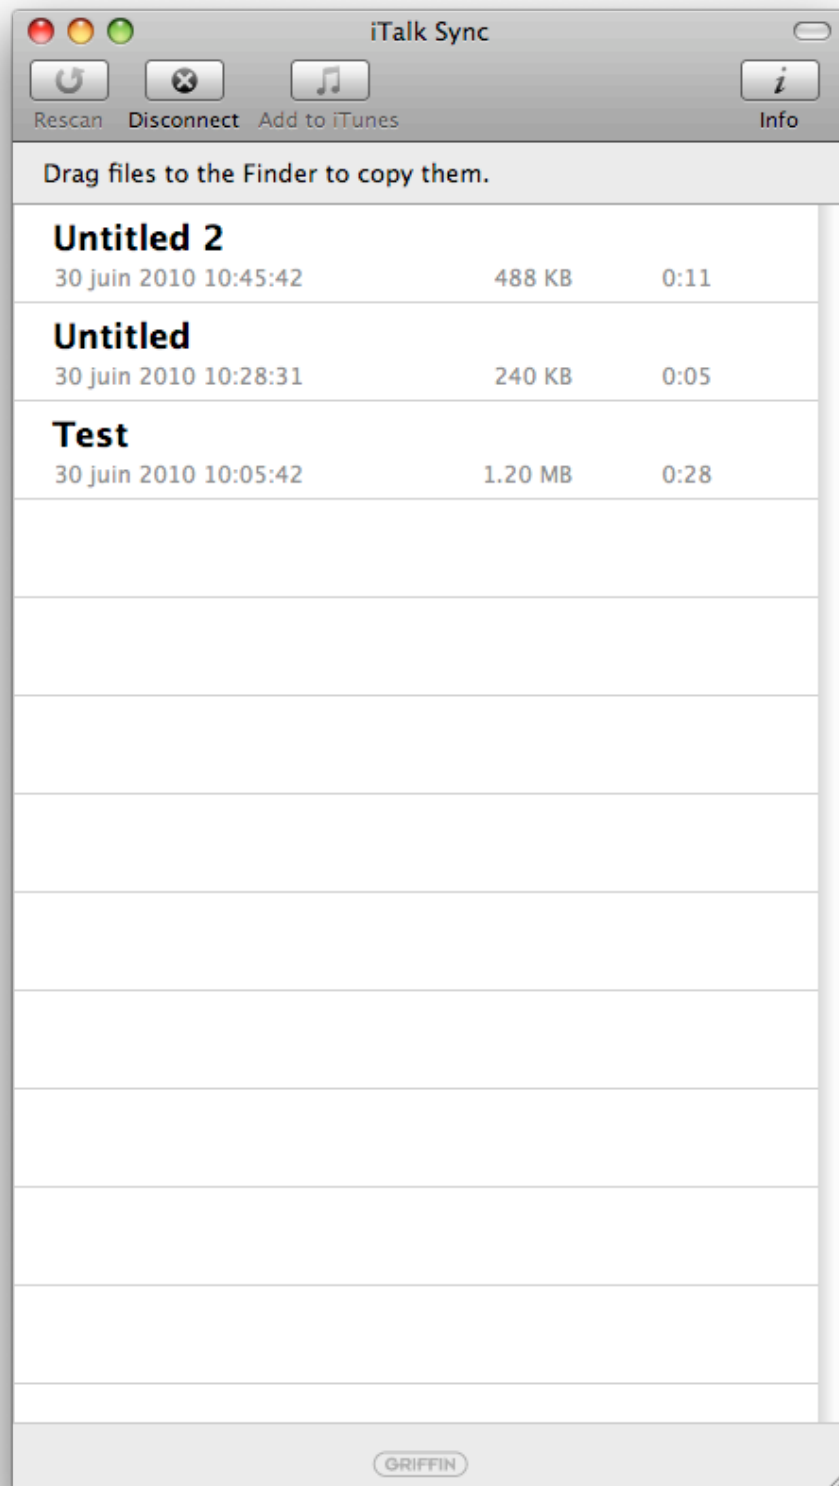 iTalk Sync
Rescan Disconnect Add to iTunes Info
Drag files to the Finder to copy them.
Untitled 2
30 juin 2010 10:45:42 488 KB 0:11
Untitled
30 juin 2010 10:28:31 240 KB 0:05
Test
30 juin 2010 10:05:42 1.20 MB 0:28
GRIFFIN